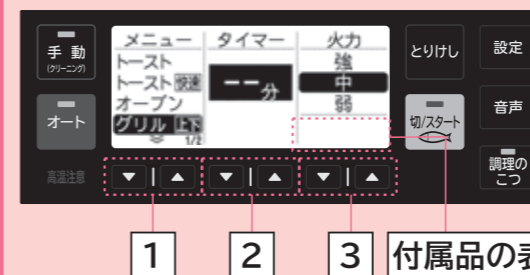 手動
(クリーニング)
オート
高温注意
メニュー
トースト
トースト 快速
オーブン
グリル 上下
1/2
タイマー
--分
火力
強
中
弱
とりけし
切/スタート
設定
音声
調理の
こつ
1
2
3
付属品の表